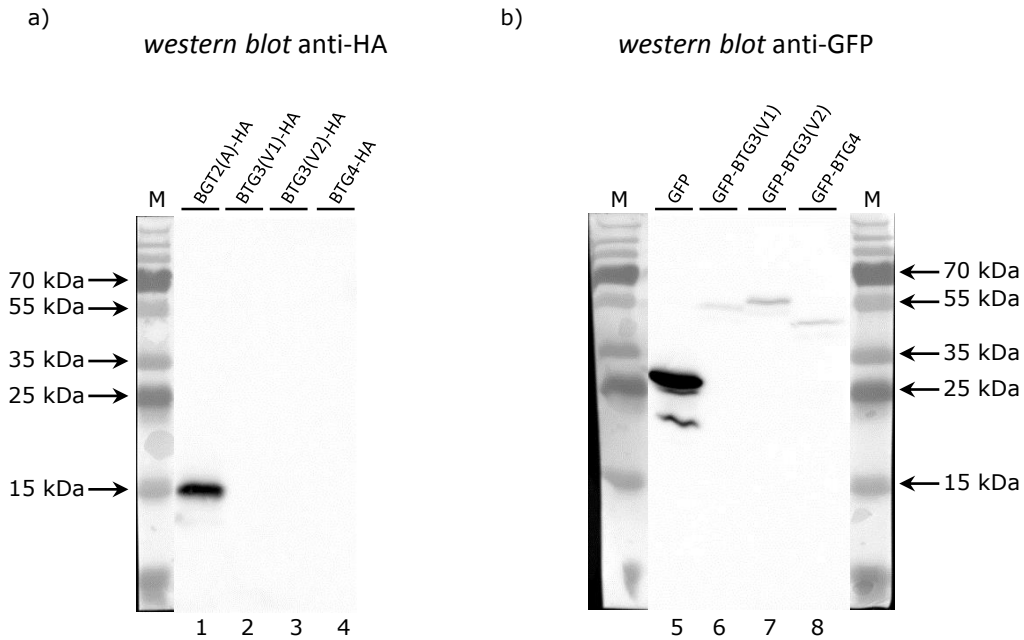 a)
western blot anti-HA
M
BGT2(A)-HA
BTG3(V1)-HA
BTG3(V2)-HA
BTG4-HA
70 kDa
55 kDa
35 kDa
25 kDa
15 kDa
1 2 3 4
b)
western blot anti-GFP
M
GFP
GFP-BTG3(V1)
GFP-BTG3(V2)
GFP-BTG4
M
70 kDa
55 kDa
35 kDa
25 kDa
15 kDa
5 6 7 8